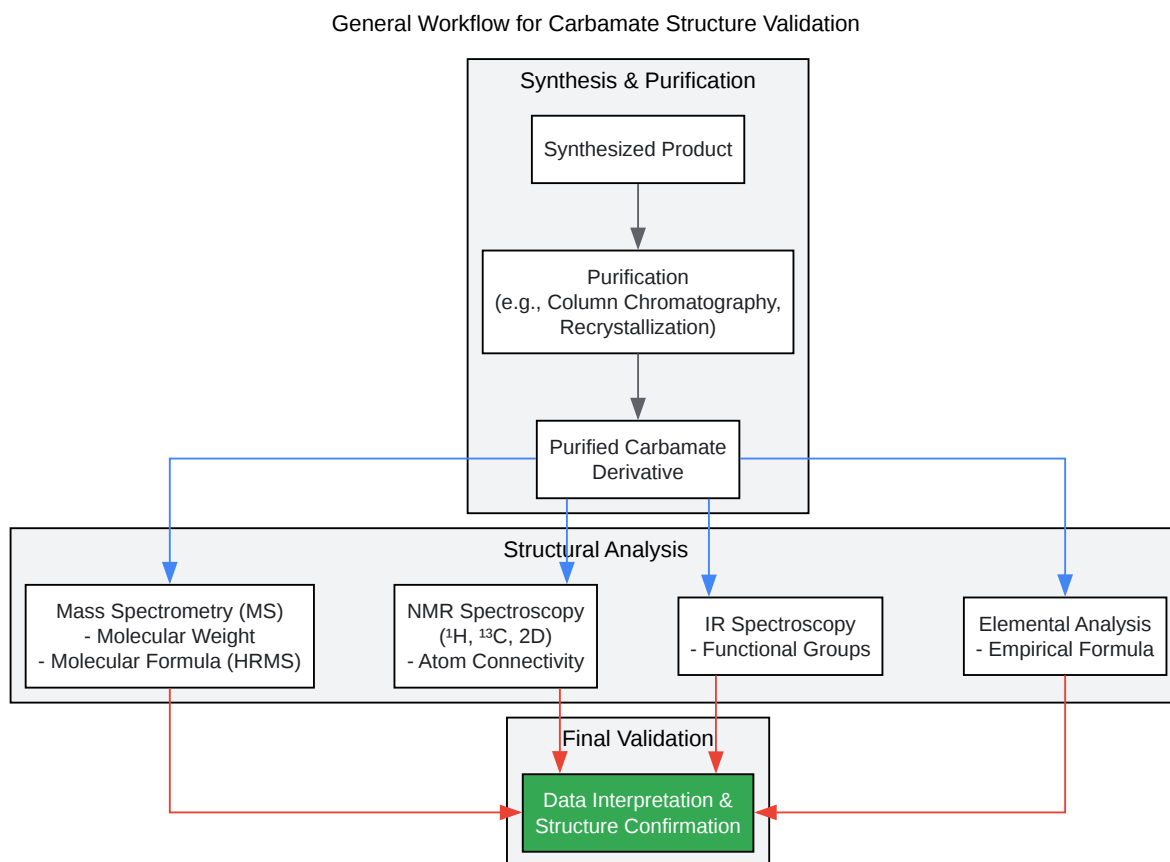 General Workflow for Carbamate Structure Validation
Synthesis & Purification
Synthesized Product
Purification
(e.g., Column Chromatography,
Recrystallization)
Purified Carbamate
Derivative
Structural Analysis
Mass Spectrometry (MS)
- Molecular Weight
- Molecular Formula (HRMS)
NMR Spectroscopy
(¹H, ¹³C, 2D)
- Atom Connectivity
IR Spectroscopy
- Functional Groups
Elemental Analysis
- Empirical Formula
Final Validation
Data Interpretation &
Structure Confirmation